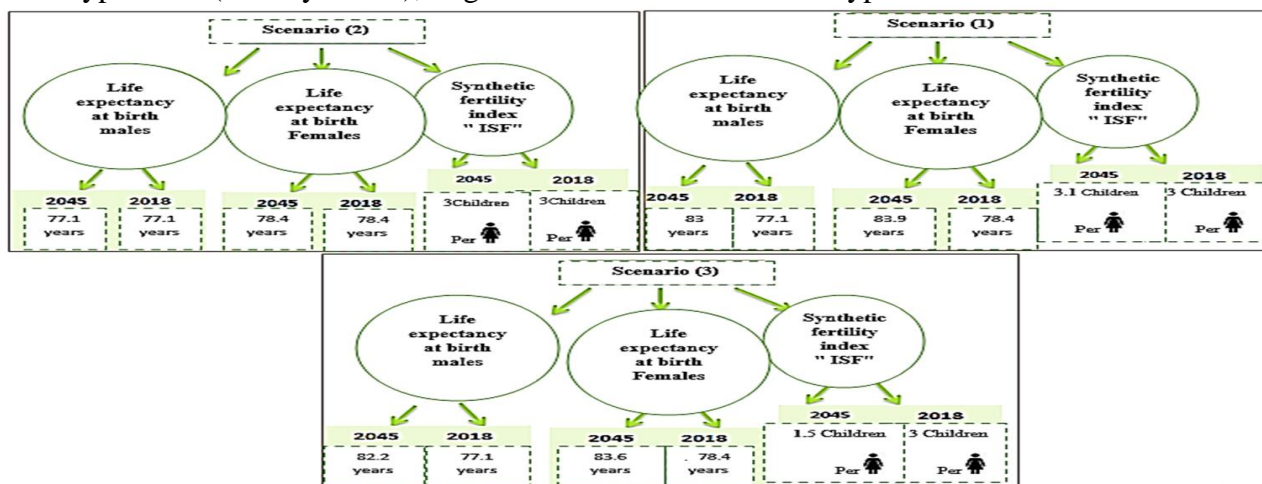 Scenario (2)
Life
expectancy
at birth
males
Life
expectancy
at birth
Females
Synthetic
fertility
index
" ISF"
2045 2018
77.1
years
77.1
years
2045 2018
78.4
years
78.4
years
2045 2018
3Children
Per
3Children
Per
Scenario (1)
Life
expectancy
at birth
males
Life
expectancy
at birth
Females
Synthetic
fertility
index
" ISF"
2045 2018
83
years
77.1
years
2045 2018
83.9
years
78.4
years
2045 2018
3.1 Children
Per
3 Children
Per
Scenario (3)
Life
expectancy
at birth
males
Life
expectancy
at birth
Females
Synthetic
fertility
index
" ISF"
2045 2018
82.2
years
77.1
years
2045 2018
83.6
years
. 78.4
years
2045 2018
1.5 Children
Per
3 Children
Per